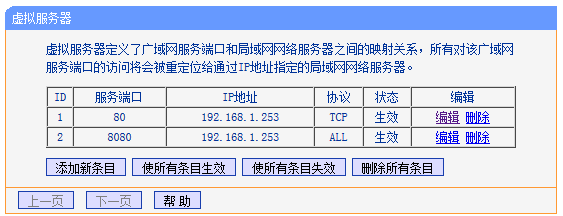 虚拟服务器
虚拟服务器定义了广域网服务端口和局域网网络服务器之间的映射关系，所有对该广域网
服务端口的访问将会被重定位给通过IP地址指定的局域网网络服务器。
ID 服务端口 IP地址 协议 状态 编辑
1 80 192.168.1.253 TCP 生效 编辑 删除
2 8080 192.168.1.253 ALL 生效 编辑 删除
添加新条目 使所有条目生效 使所有条目失效 删除所有条目
上一页 下一页 帮 助